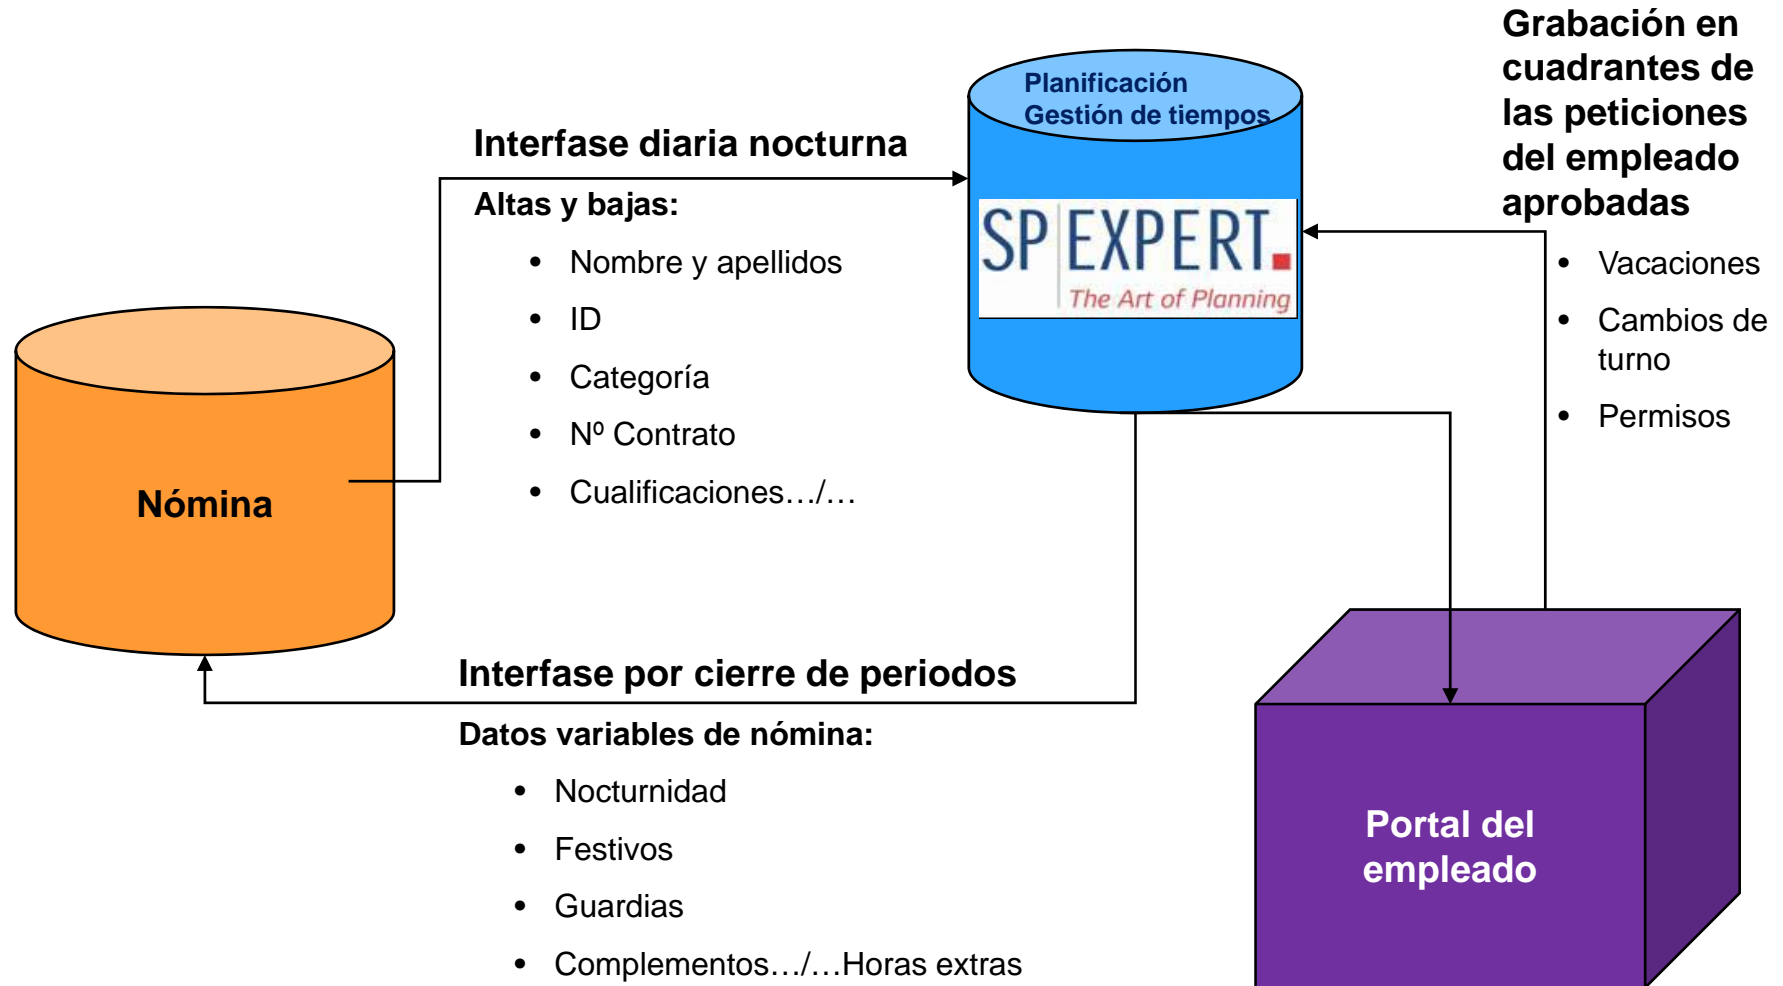 Grabación en
cuadrantes de
las peticiones
del empleado
aprobadas
• Vacaciones
• Cambios de
turno
• Permisos
Planificación
Gestión de tiempos
SP EXPERT.
The Art of Planning
Interfase diaria nocturna
Altas y bajas:
• Nombre y apellidos
• ID
• Categoría
• Nº Contrato
• Cualificaciones…/…
Nómina
Interfase por cierre de periodos
Datos variables de nómina:
• Nocturnidad
• Festivos
• Guardias
• Complementos…/…Horas extras
Portal del
empleado